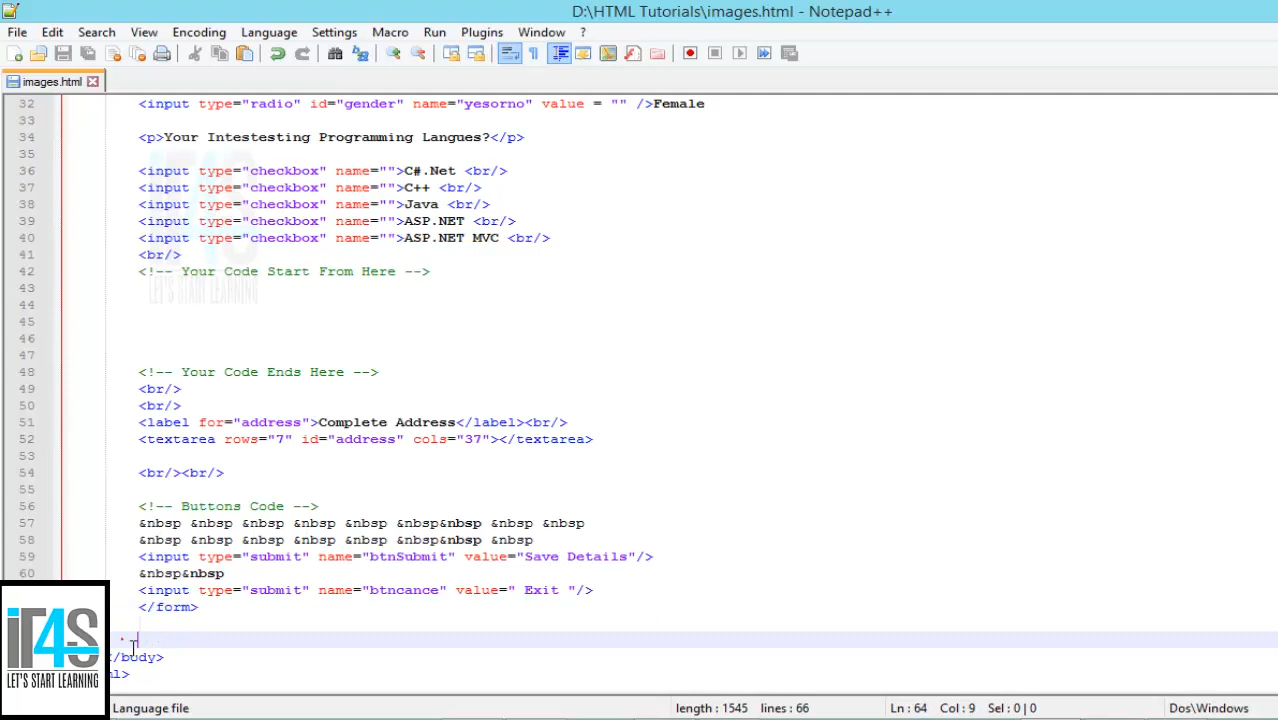 D:\HTML Tutorials\images.html - Notepad++
File Edit Search View Encoding Language Settings Macro Run Plugins Window ?
images.html
32 <input type="radio" id="gender" name="yesorno" value = "" />Female
33
34 <p>Your Intestesting Programming Langues?</p>
35
36 <input type="checkbox" name="">C#.Net <br/>
37 <input type="checkbox" name="">C++ <br/>
38 <input type="checkbox" name="">Java <br/>
39 <input type="checkbox" name="">ASP.NET <br/>
40 <input type="checkbox" name="">ASP.NET MVC <br/>
41 <br/>
42 <!-- Your Code Start From Here -->
43
LET'S START LEARNING
44
45
46
47
48 <!-- Your Code Ends Here -->
49 <br/>
50 <br/>
51 <label for="address">Complete Address</label><br/>
52 <textarea rows="7" id="address" cols="37"></textarea>
53
54 <br/><br/>
55
56 <!-- Buttons Code -->
57 &nbsp &nbsp &nbsp &nbsp &nbsp &nbsp&nbsp &nbsp &nbsp
58 &nbsp &nbsp &nbsp &nbsp &nbsp &nbsp&nbsp &nbsp
59 <input type="submit" name="btnSubmit" value="Save Details"/>
60 &nbsp&nbsp
<input type="submit" name="btncance" value=" Exit "/>
</form>
/body>
ml>
iT4S
LET'S START LEARNING
Language file length : 1545 lines : 66 Ln : 64 Col : 9 Sel : 0 | 0 Dos\Windows